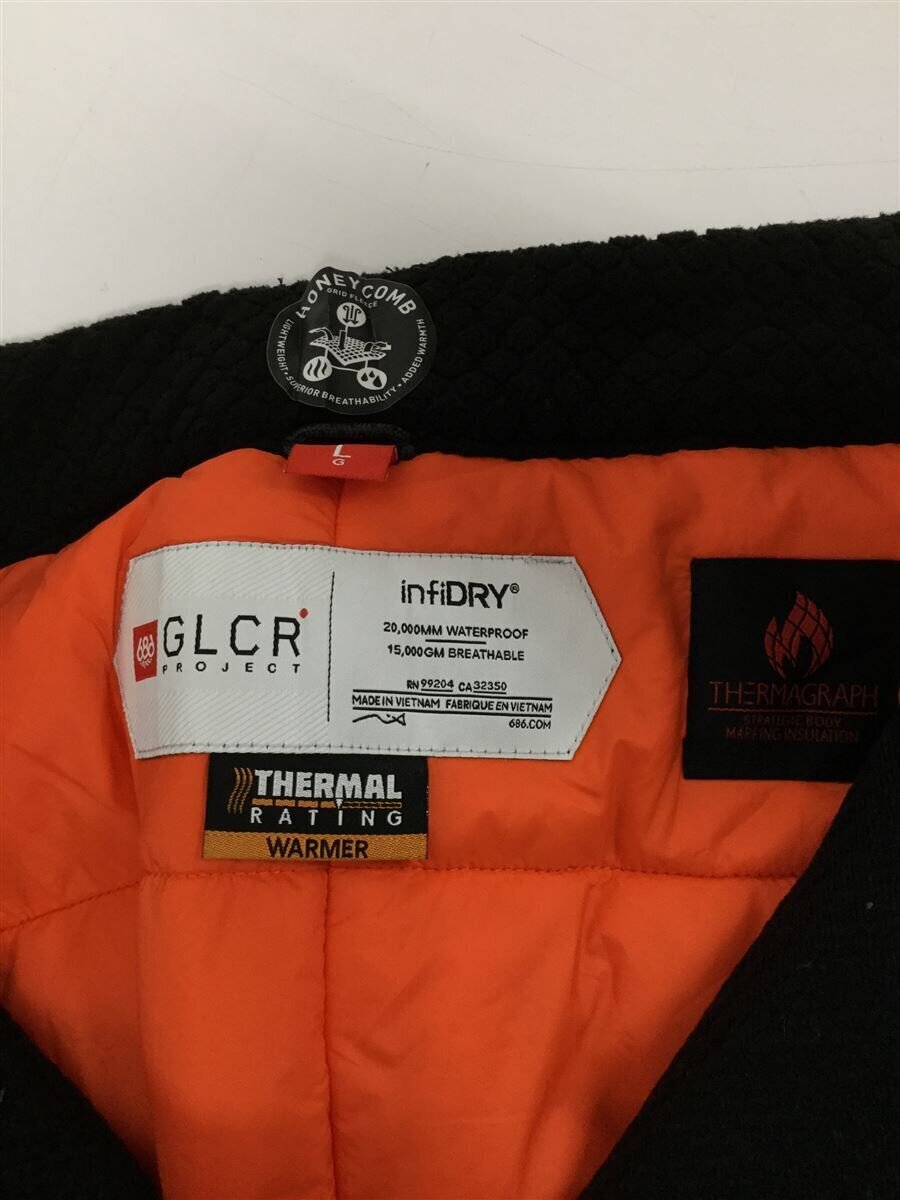 HONEYCOMB
GRID FLEECE
LIGHTWEIGHT · SUPERIOR BREATHABILITY · ADDED WARMTH
L
G
686
GLCR
PROJECT
infiDRY®
20,000MM WATERPROOF
15,000GM BREATHABLE
RN 99204 CA 32350
MADE IN VIETNAM FABRIQUE EN VIETNAM
686.COM
THERMAGRAPH
STRATEGIC BODY
MAPPING INSULATION
THERMAL
RATING
WARMER